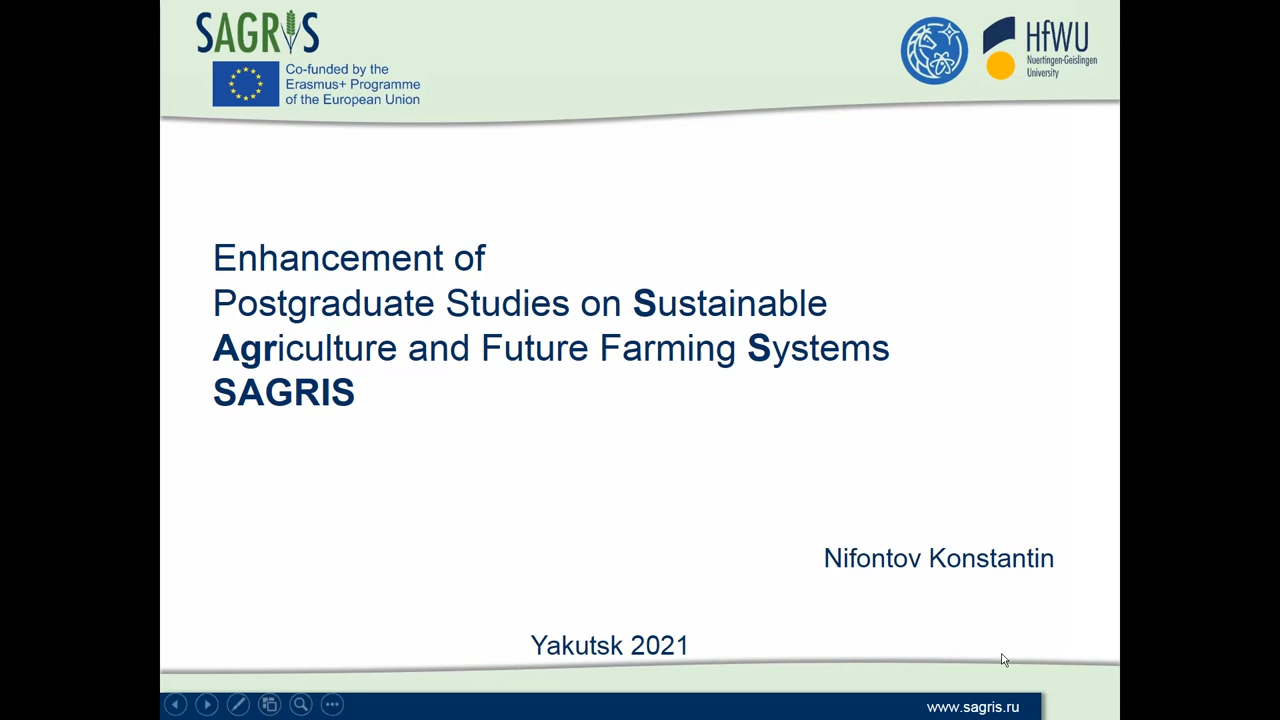 SAGRIS
Co-funded by the
Erasmus+ Programme
of the European Union
HfWU
Nuertingen-Geislingen
University
Enhancement of
Postgraduate Studies on Sustainable
Agriculture and Future Farming Systems
SAGRIS
Nifontov Konstantin
Yakutsk 2021
www.sagris.ru